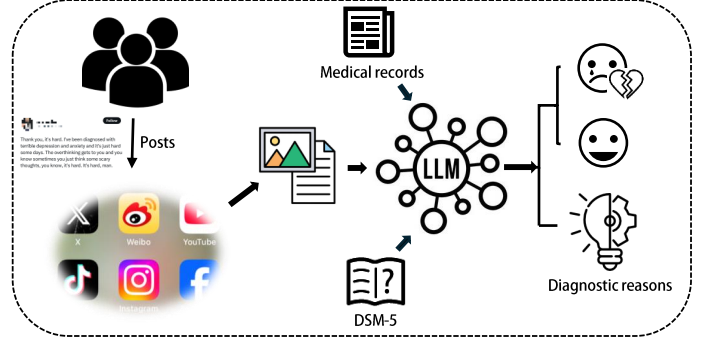 Medical records
Follow
Thank you, it's hard. I've been diagnosed with
terrible depression and anxiety and it's just hard
some days. The overthinking gets to you and you
know sometimes you just think some scary
thoughts, you know, it's hard. It's hard, man.
Posts
LLM
X
Weibo
YouTube
Instagram
?
DSM-5
Diagnostic reasons